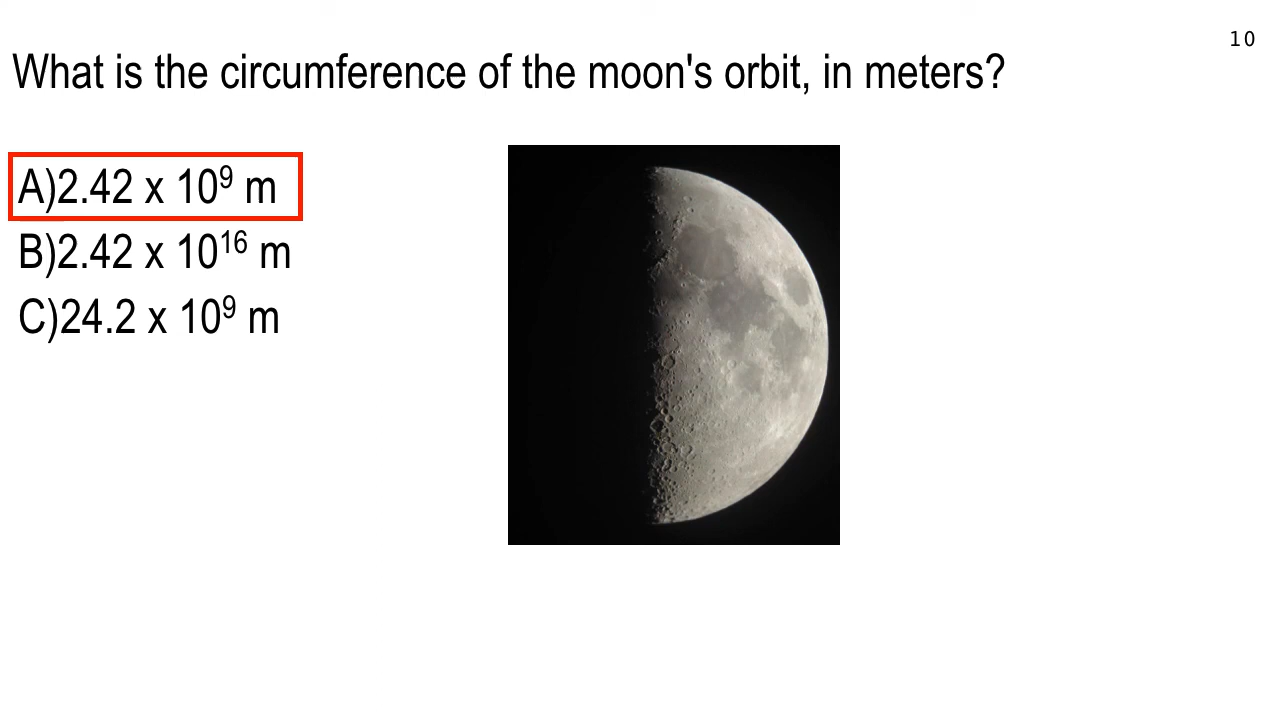 10
What is the circumference of the moon's orbit, in meters?
A)2.42 x 10⁹ m
B)2.42 x 10¹⁶ m
C)24.2 x 10⁹ m